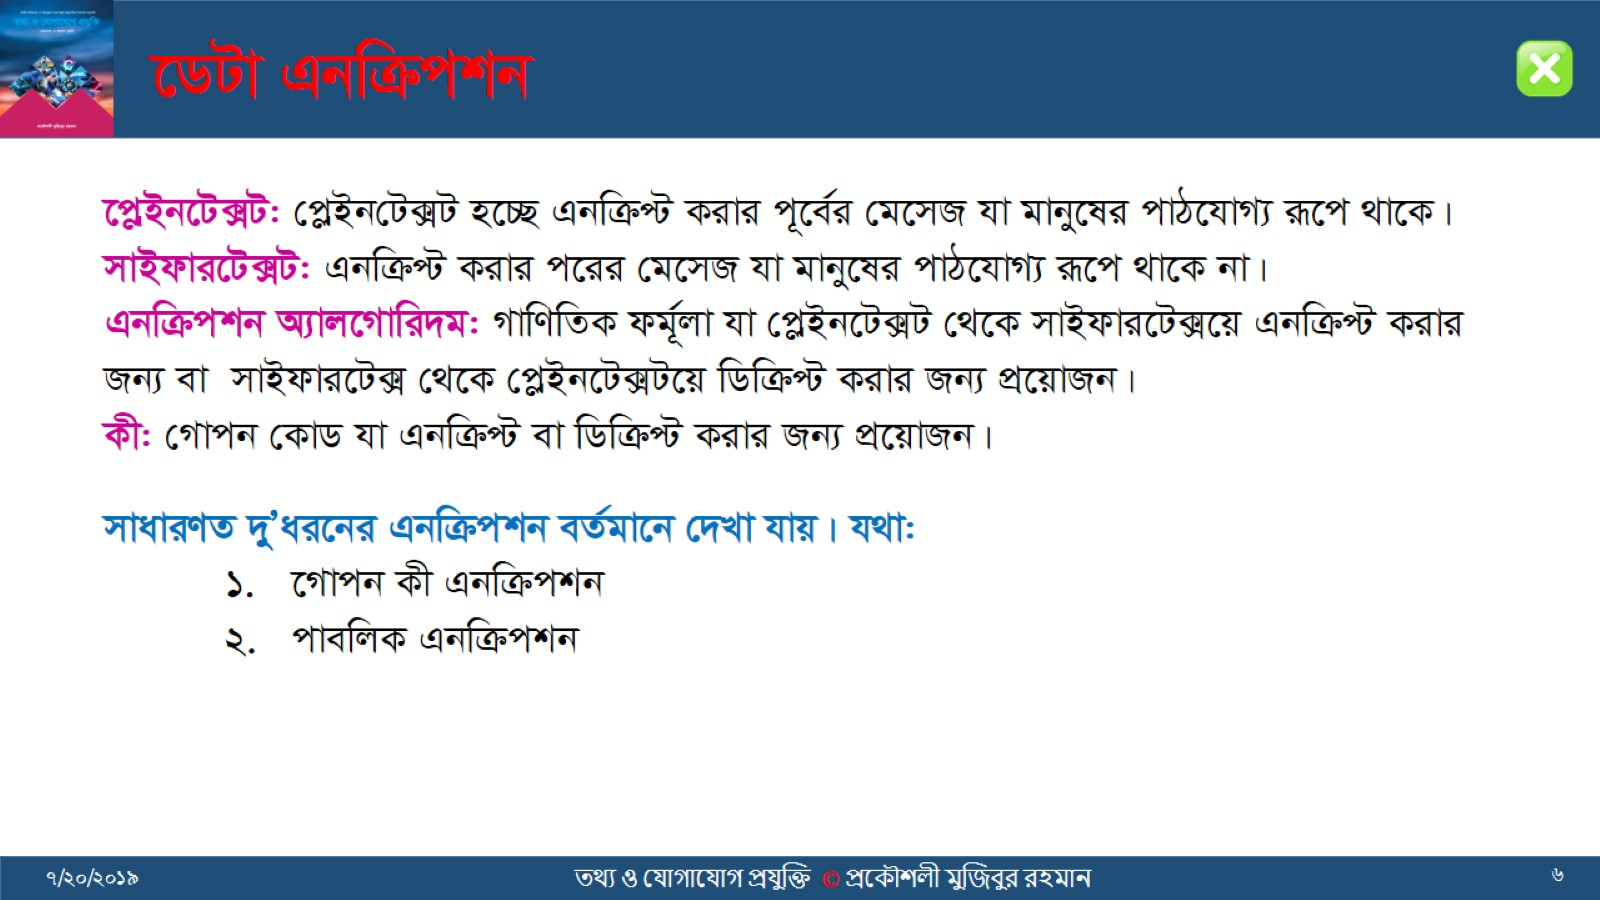 তথ্য ও যোগাযোগ প্রযুক্তি
ডেটা এনক্রিপশন
প্লেইনটেক্সট: প্লেইনটেক্সট হচ্ছে এনক্রিপ্ট করার পূর্বের মেসেজ যা মানুষের পাঠযোগ্য রূপে থাকে।
সাইফারটেক্সট: এনক্রিপ্ট করার পরের মেসেজ যা মানুষের পাঠযোগ্য রূপে থাকে না।
এনক্রিপশন অ্যালগোরিদম: গাণিতিক ফর্মূলা যা প্লেইনটেক্সট থেকে সাইফারটেক্সয়ে এনক্রিপ্ট করার
জন্য বা সাইফারটেক্স থেকে প্লেইনটেক্সটয়ে ডিক্রিপ্ট করার জন্য প্রয়োজন।
কী: গোপন কোড যা এনক্রিপ্ট বা ডিক্রিপ্ট করার জন্য প্রয়োজন।
সাধারণত দু’ধরনের এনক্রিপশন বর্তমানে দেখা যায়। যথা:
১. গোপন কী এনক্রিপশন
২. পাবলিক এনক্রিপশন
৭/২০/২০১৯
তথ্য ও যোগাযোগ প্রযুক্তি © প্রকৌশলী মুজিবুর রহমান
৬